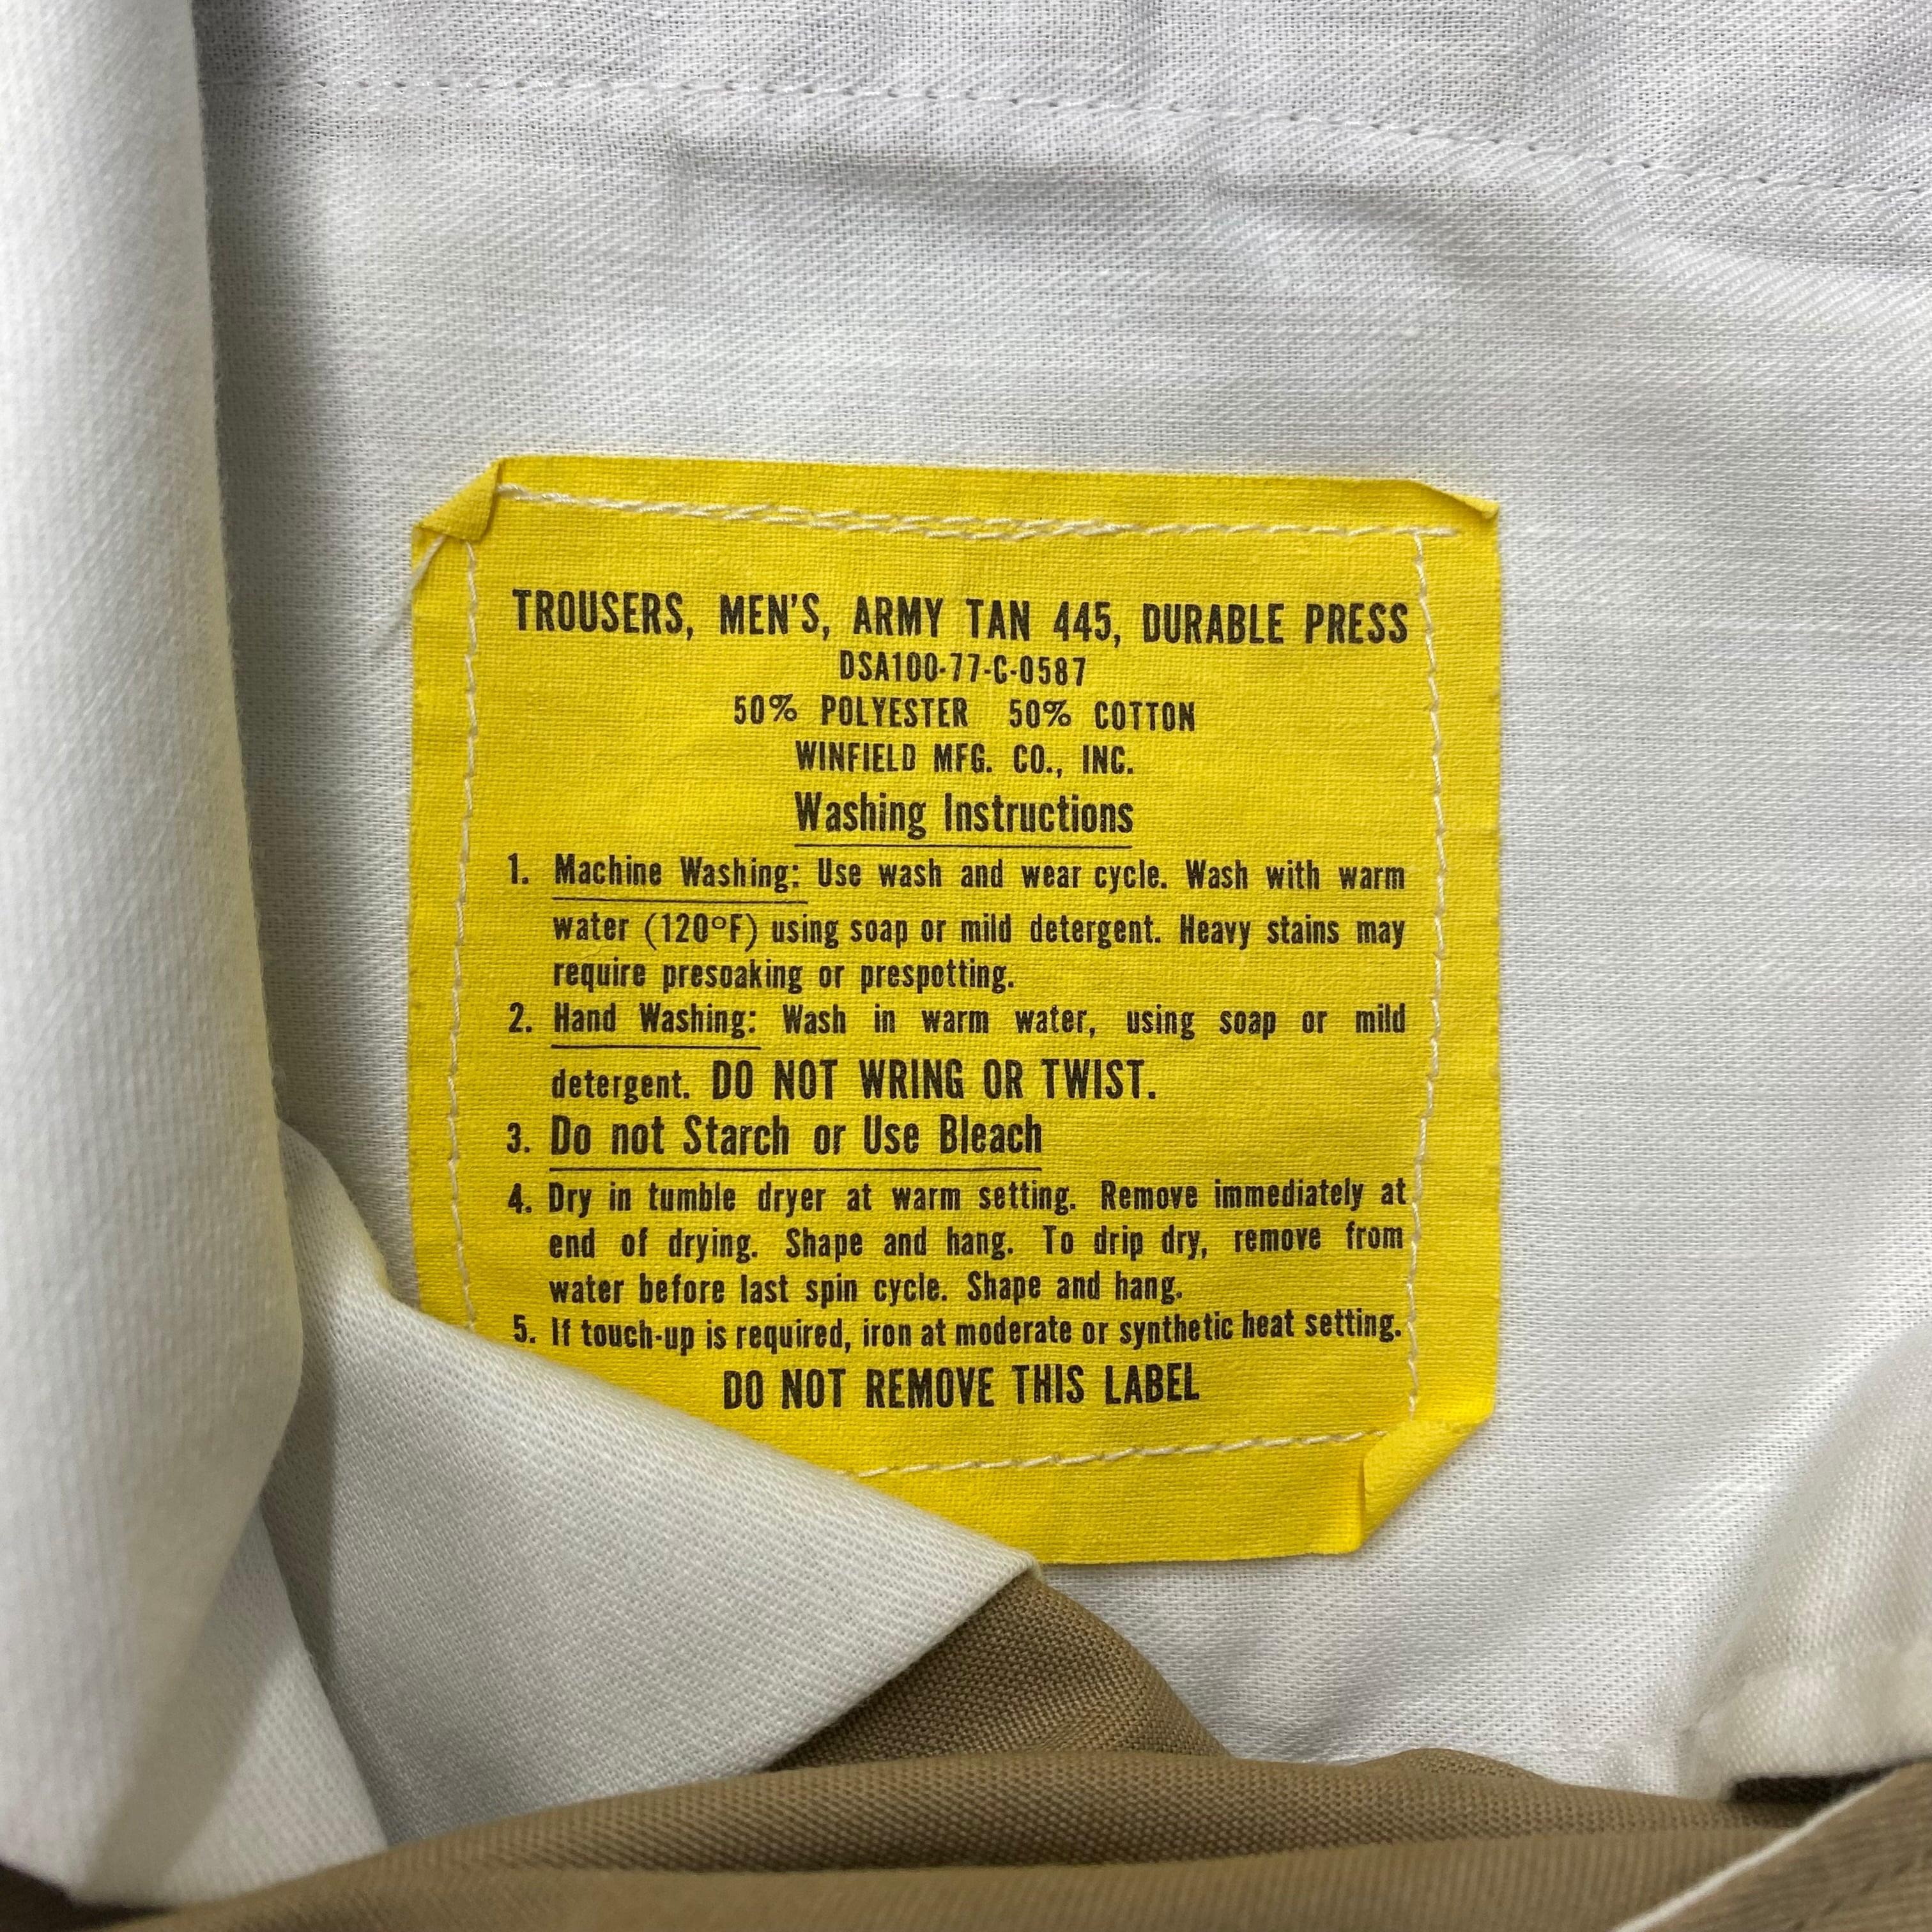 TROUSERS, MEN'S, ARMY TAN 445, DURABLE PRESS
DSA100-77-C-0587
50% POLYESTER 50% COTTON
WINFIELD MFG. CO., INC.
Washing Instructions
1. Machine Washing: Use wash and wear cycle. Wash with warm
water (120°F) using soap or mild detergent. Heavy stains may
require presoaking or prespotting.
2. Hand Washing: Wash in warm water, using soap or mild
detergent. DO NOT WRING OR TWIST.
3. Do not Starch or Use Bleach
4. Dry in tumble dryer at warm setting. Remove immediately at
end of drying. Shape and hang. To drip dry, remove from
water before last spin cycle. Shape and hang.
5. If touch-up is required, iron at moderate or synthetic heat setting.
DO NOT REMOVE THIS LABEL